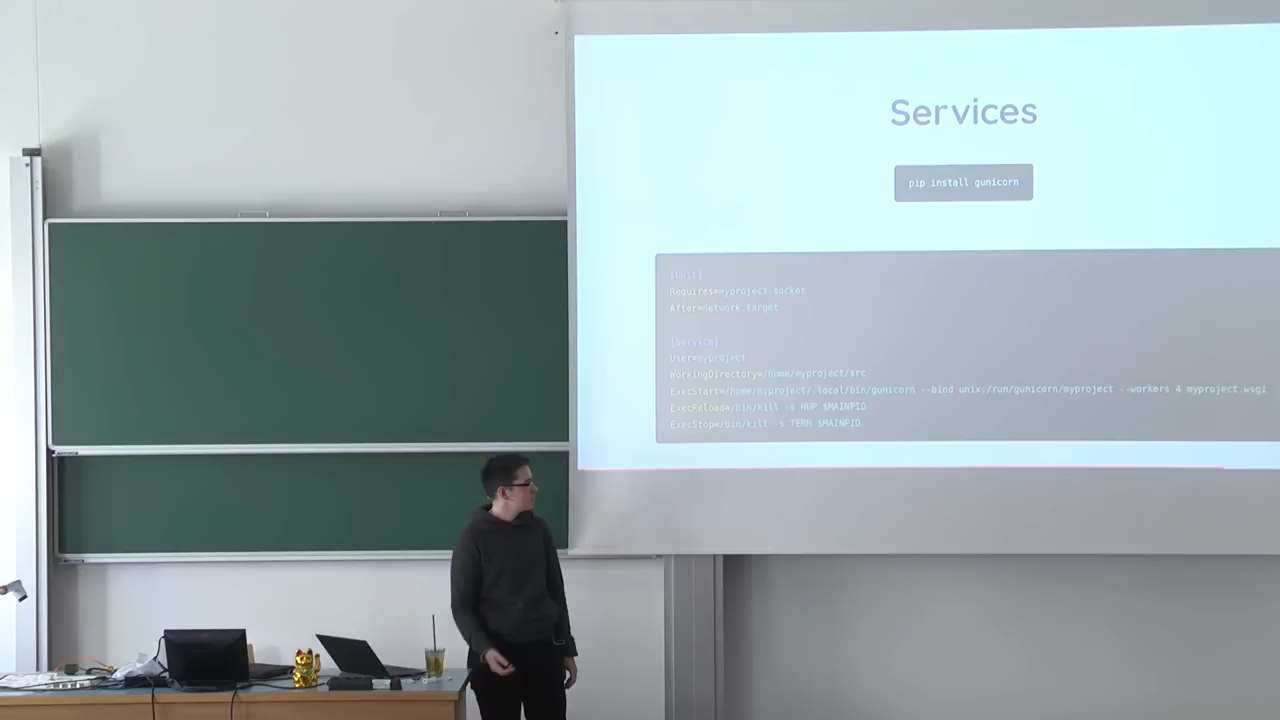 Services
pip install gunicorn
[Unit]
Requires=myproject.socket
After=network.target
[Service]
User=myproject
WorkingDirectory=/home/myproject/src
ExecStart=/home/myproject/.local/bin/gunicorn --bind unix:/run/gunicorn/myproject --workers 4 myproject.wsgi
ExecReload=/bin/kill -s HUP $MAINPID
ExecStop=/bin/kill -s TERM $MAINPID